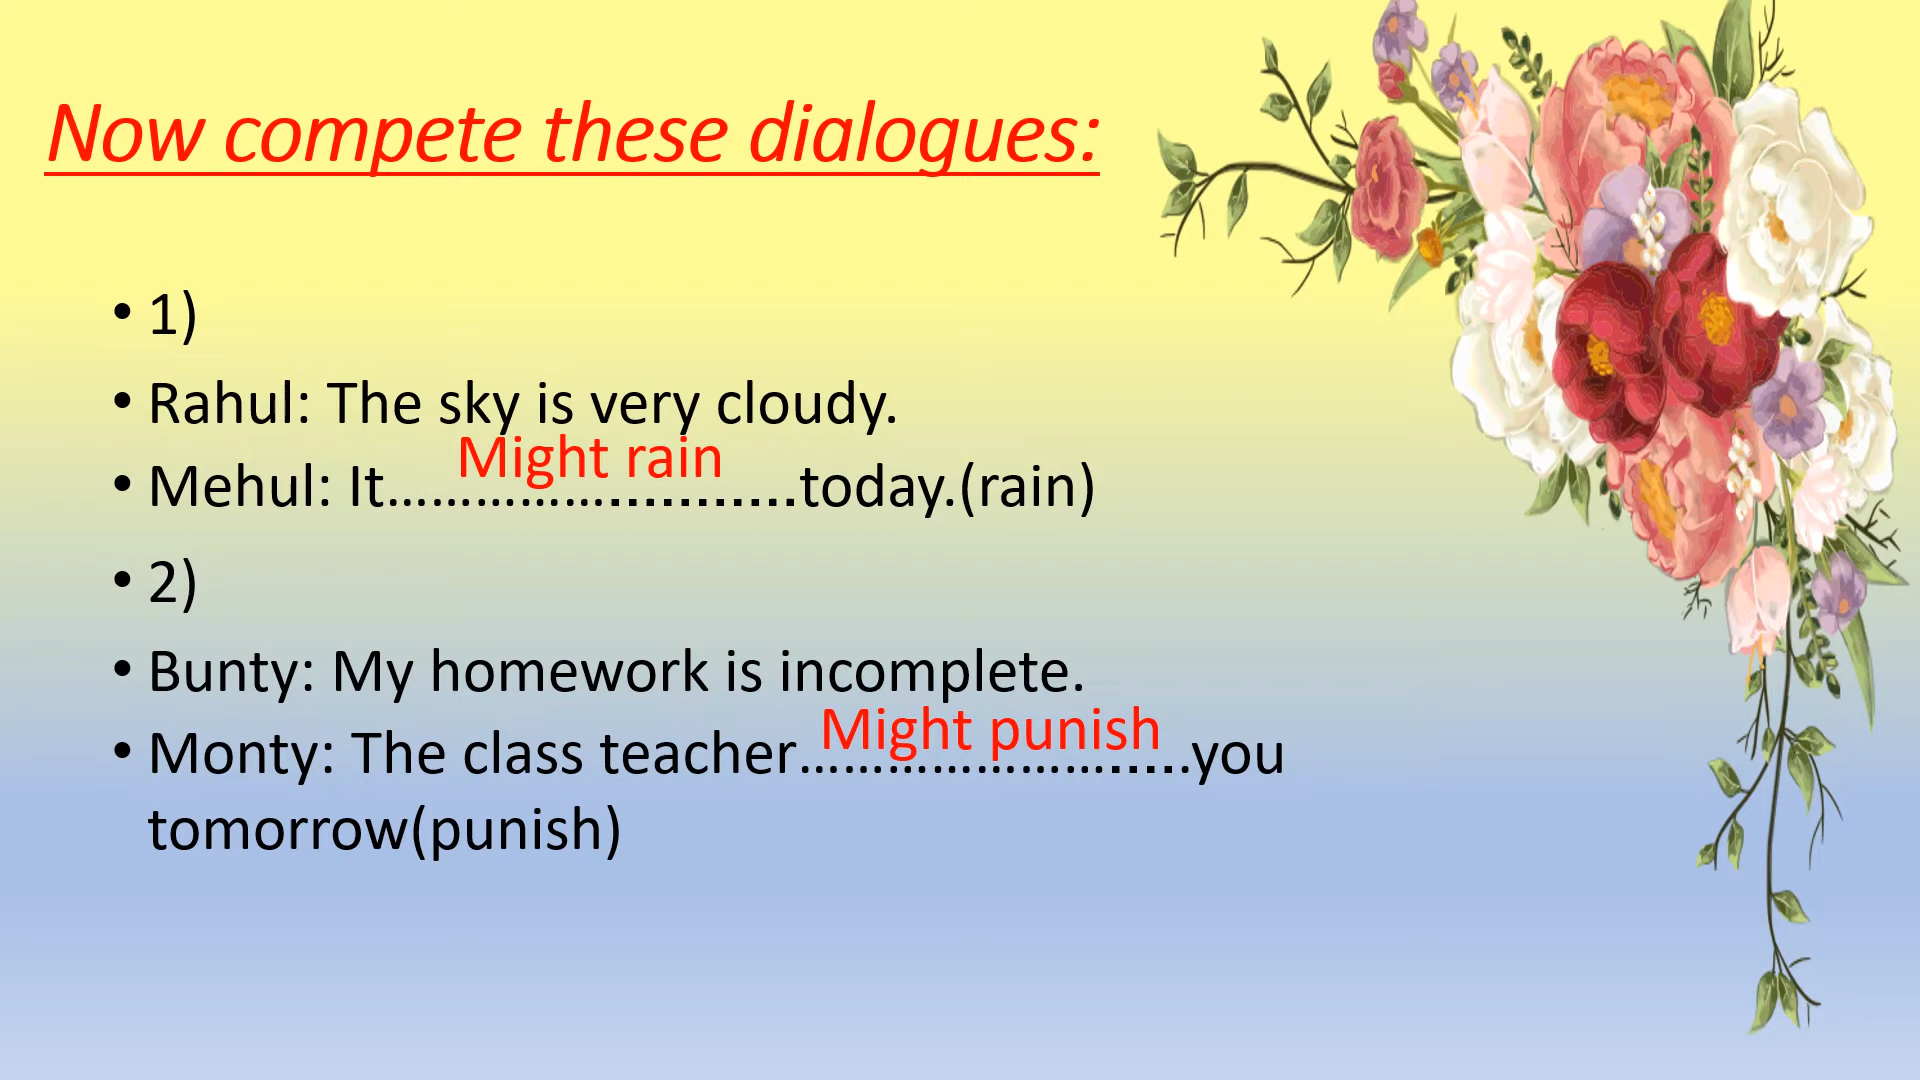 Now compete these dialogues:
• 1)
• Rahul: The sky is very cloudy.
Might rain
• Mehul: It……………...........today.(rain)
• 2)
• Bunty: My homework is incomplete.
Might punish
• Monty: The class teacher………………….....you
tomorrow(punish)